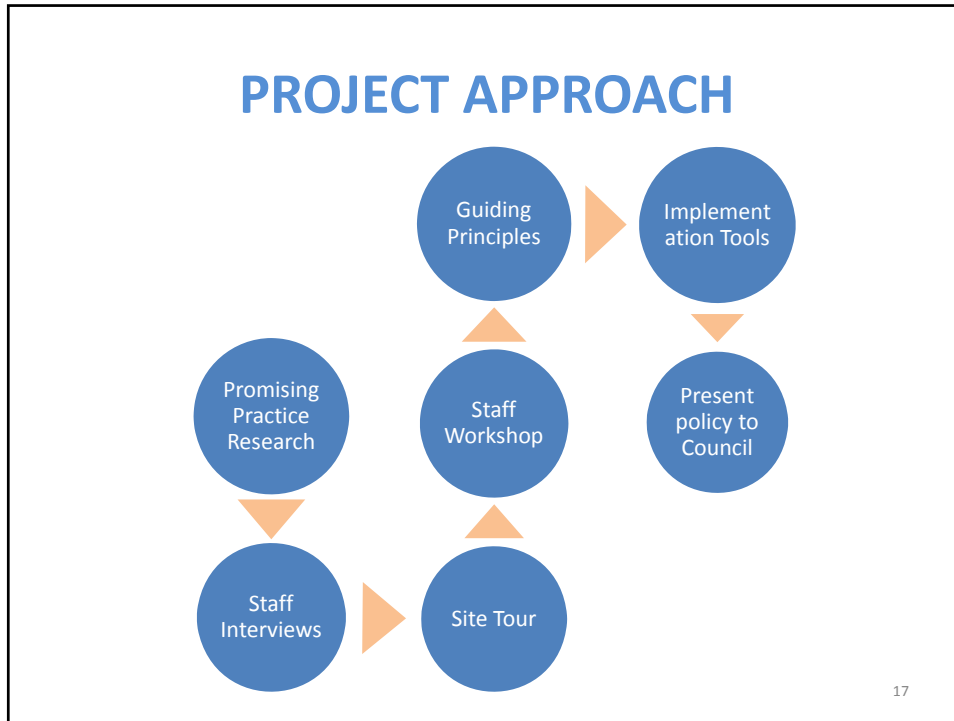 PROJECT APPROACH
Promising
Practice
Research
Staff
Interviews
Site Tour
Staff
Workshop
Guiding
Principles
Implement
ation Tools
Present
policy to
Council
17